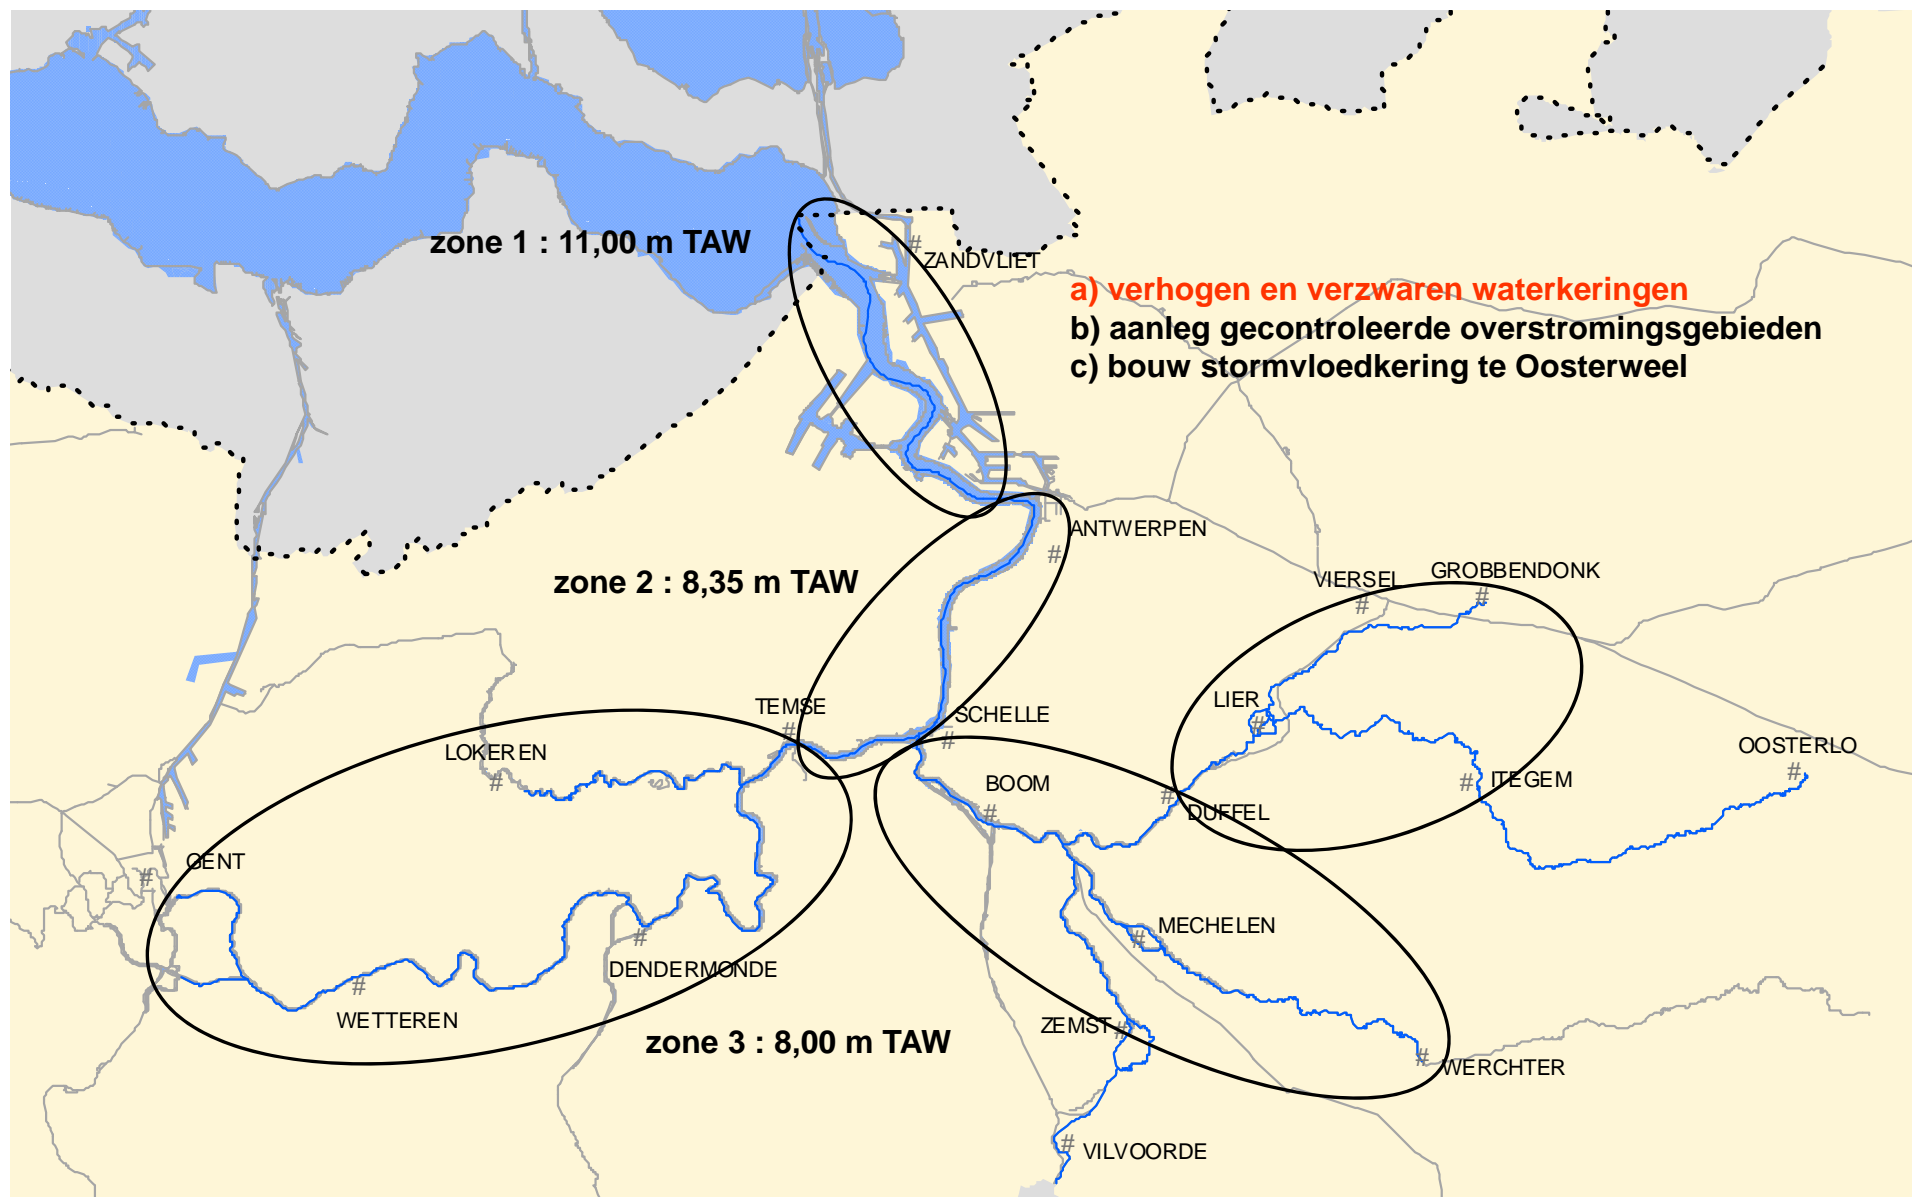 zone 1 : 11,00 m TAW
ZANDVLIET
a) verhogen en verzwaren waterkeringen
b) aanleg gecontroleerde overstromingsgebieden
c) bouw stormvloedkering te Oosterweel
ANTWERPEN
zone 2 : 8,35 m TAW
VIERSEL
GROBBENDONK
TEMSE
SCHELLE
LIER
LOKEREN
OOSTERLO
BOOM
ITEGEM
DUFFEL
GENT
MECHELEN
DENDERMONDE
WETTEREN
ZEMST
zone 3 : 8,00 m TAW
WERCHTER
VILVOORDE